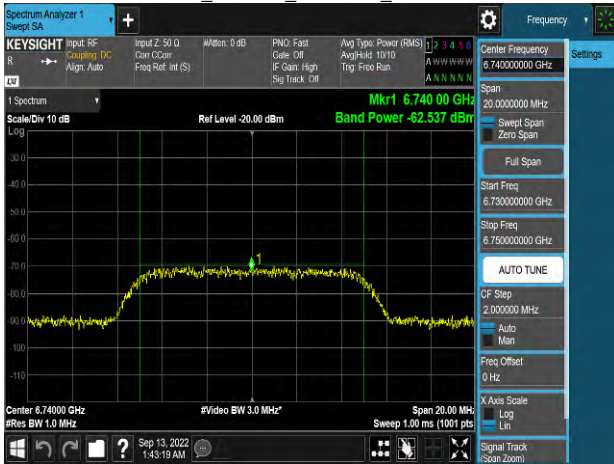 Spectrum Analyzer 1
Swept SA
Frequency
KEYSIGHT
R
Input: RF
Coupling: DC
Align: Auto
Input Z: 50 Ω
Corr CCorr
Freq Ref: Int (S)
#Atten: 0 dB
PNO: Fast
Gate: Off
IF Gain: High
Sig Track: Off
Avg Type: Power (RMS)
Avg|Hold: 10/10
Trig: Free Run
1 2 3 4 5 6
A W W W W W
A N N N N N
LXI
1 Spectrum
Scale/Div 10 dB
Log
Ref Level -20.00 dBm
Mkr1 6.740 00 GHz
Band Power -62.537 dBm
1
-30.0
-40.0
-50.0
-60.0
-70.0
-80.0
-90.0
-100
-110
Center 6.74000 GHz
#Res BW 1.0 MHz
#Video BW 3.0 MHz*
Span 20.00 MHz
Sweep 1.00 ms (1001 pts
?
Sep 13, 2022
1:43:19 AM
Center Frequency
6.740000000 GHz
Settings
Span
20.0000000 MHz
Swept Span
Zero Span
Full Span
Start Freq
6.730000000 GHz
Stop Freq
6.750000000 GHz
AUTO TUNE
CF Step
2.000000 MHz
Auto
Man
Freq Offset
0 Hz
X Axis Scale
Log
Lin
Signal Track
(Span Zoom)